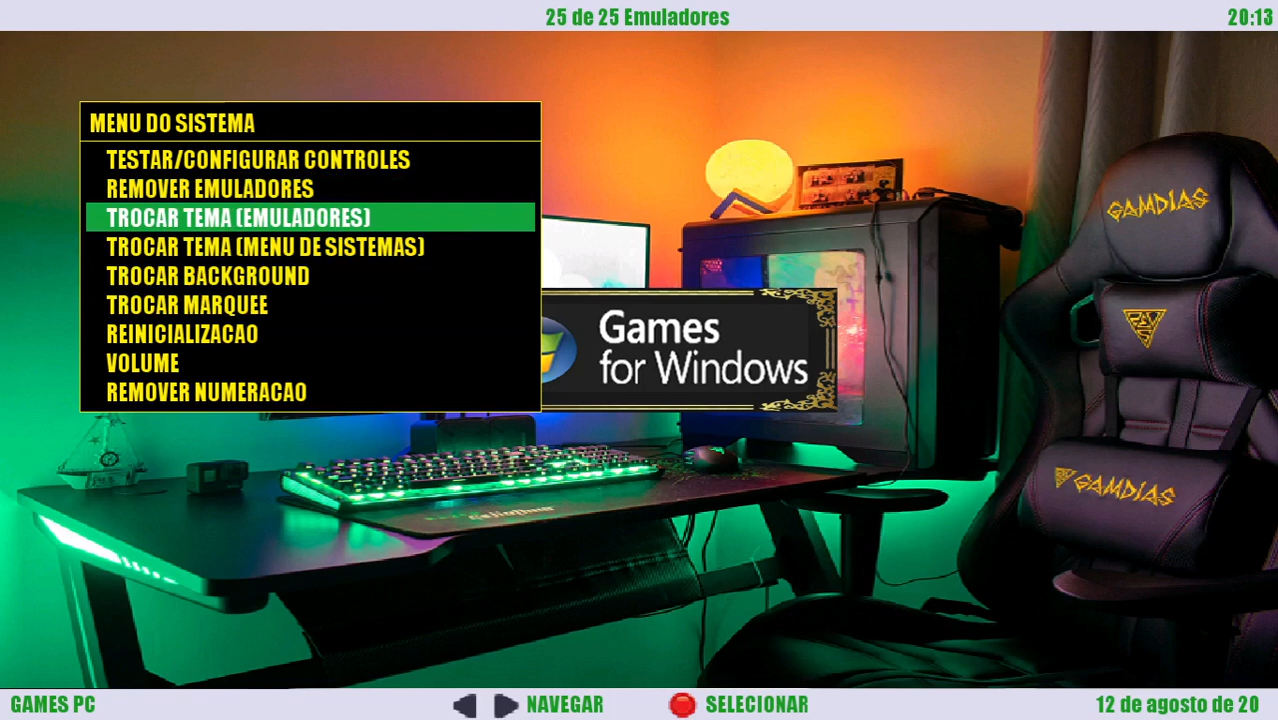 25 de 25 Emuladores
20:13
MENU DO SISTEMA
TESTAR/CONFIGURAR CONTROLES
REMOVER EMULADORES
TROCAR TEMA (EMULADORES)
TROCAR TEMA (MENU DE SISTEMAS)
TROCAR BACKGROUND
TROCAR MARQUEE
REINICIALIZACAO
VOLUME
REMOVER NUMERACAO
Games
for Windows
GAMDIAS
GAMDIAS
GAMES PC
NAVEGAR
SELECIONAR
12 de agosto de 20